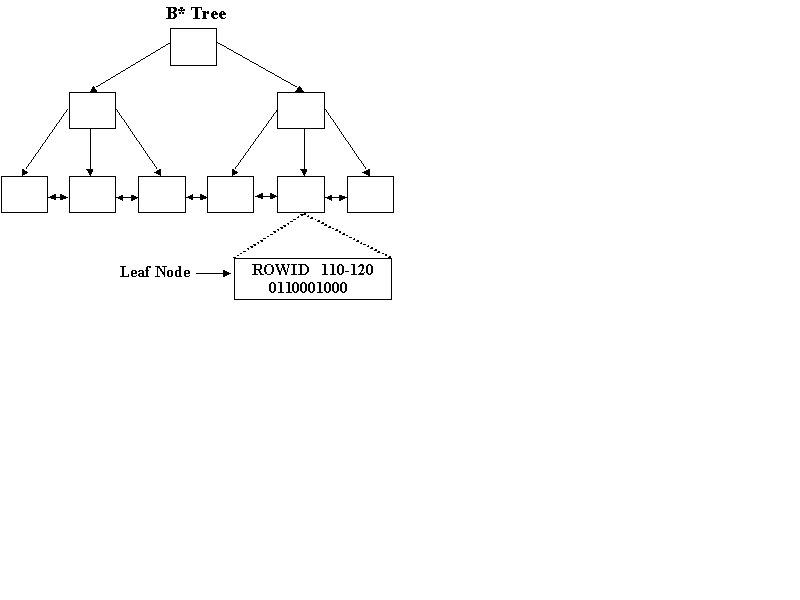 B* Tree
Leaf Node
ROWID 110-120
0110001000